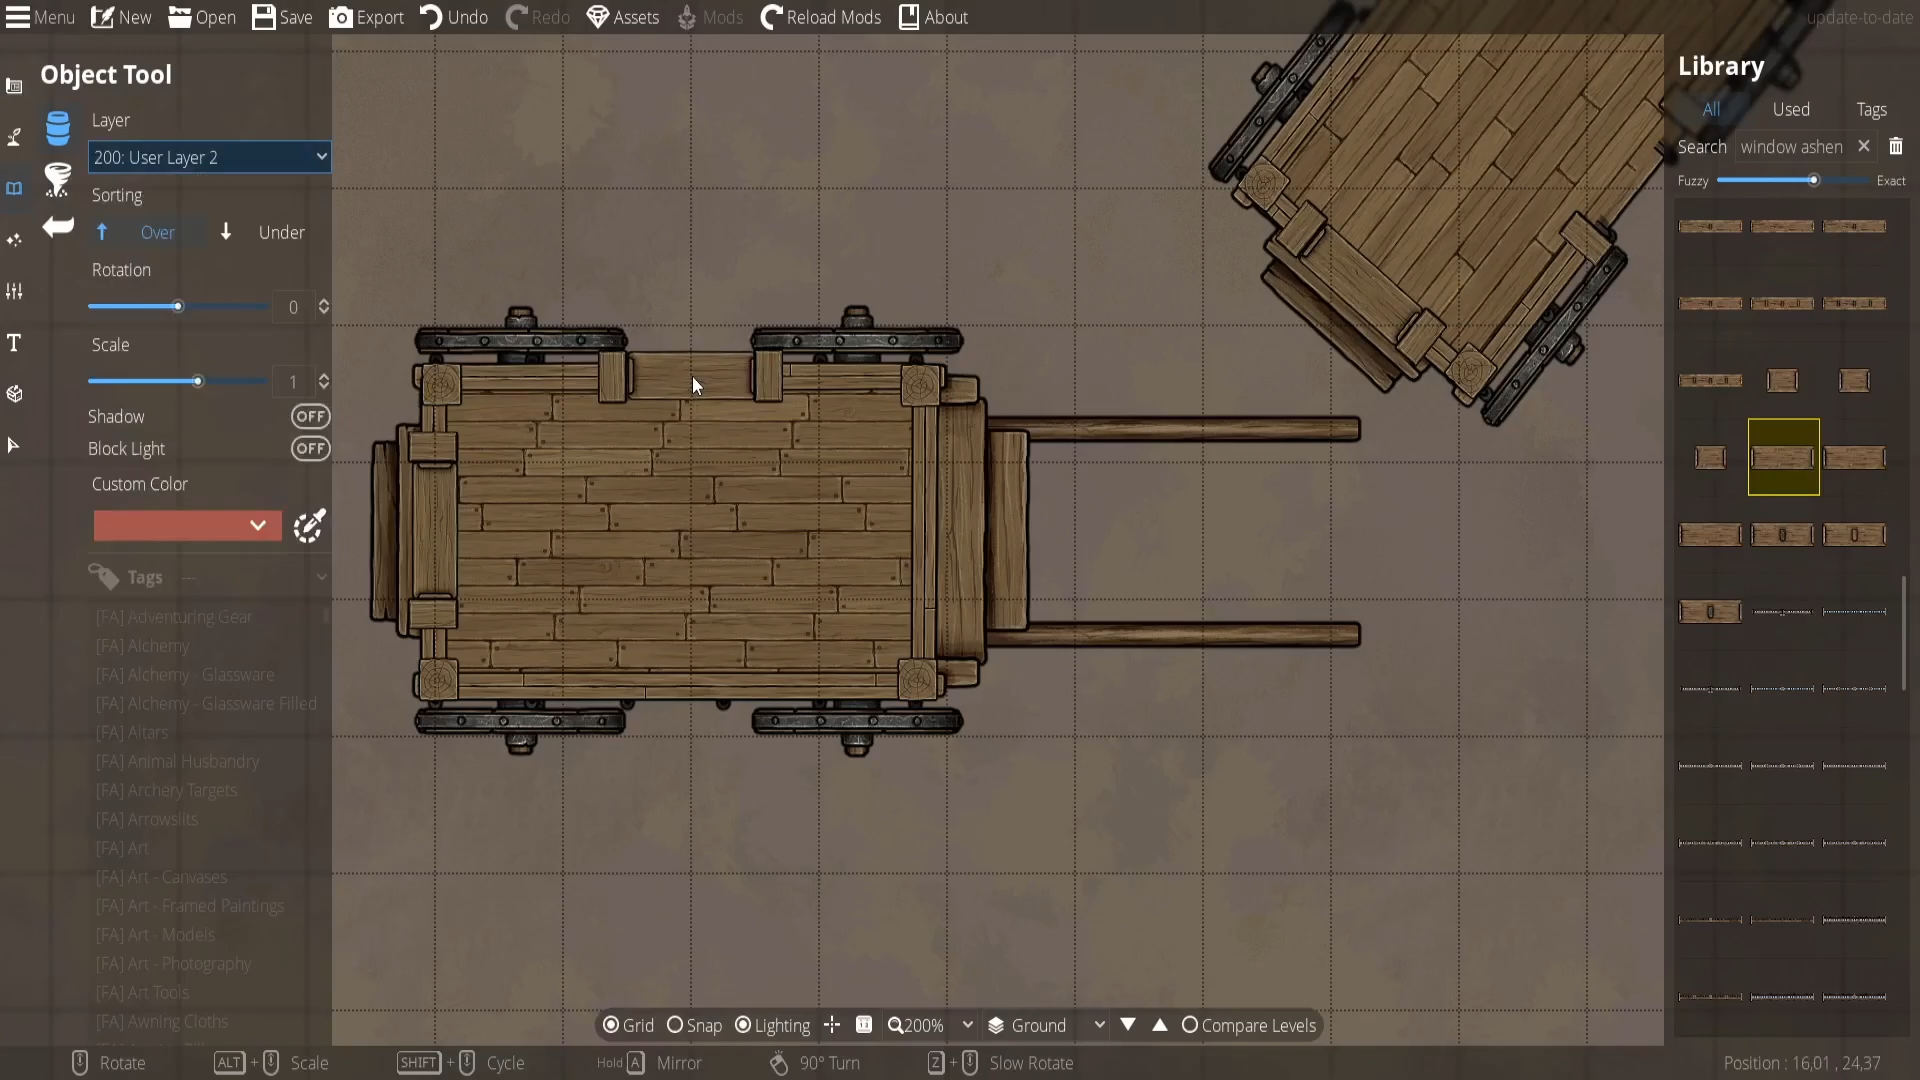 Menu New Open Save Export Undo Redo Assets Mods Reload Mods About update-to-date
Object Tool
Layer
200: User Layer 2
Sorting
Over Under
Rotation
0
Scale
1
Shadow OFF
Block Light OFF
Custom Color
Tags ---
[FA] Adventuring Gear
[FA] Alchemy
[FA] Alchemy - Glassware
[FA] Alchemy - Glassware Filled
[FA] Altars
[FA] Animal Husbandry
[FA] Archery Targets
[FA] Arrowslits
[FA] Art
[FA] Art - Canvases
[FA] Art - Framed Paintings
[FA] Art - Models
[FA] Art - Photography
[FA] Art Tools
[FA] Awning Cloths
Library
All Used Tags
Search window ashen
Fuzzy Exact
Grid Snap Lighting 200% Ground Compare Levels
Rotate ALT + Scale SHIFT + Cycle Hold A Mirror 90° Turn Z + Slow Rotate Position : 16,01 , 24,37